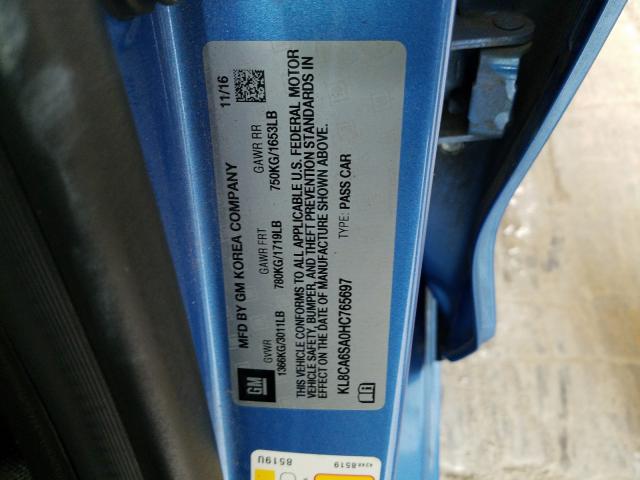 GM
MFD BY GM KOREA COMPANY
11/16
GVWR
GAWR FRT
GAWR RR
1366KG/3011LB
780KG/1719LB
750KG/1653LB
THIS VEHICLE CONFORMS TO ALL APPLICABLE U.S. FEDERAL MOTOR
VEHICLE SAFETY, BUMPER, AND THEFT PREVENTION STANDARDS IN
EFFECT ON THE DATE OF MANUFACTURE SHOWN ABOVE.
KL8CA6SA0HC765697
TYPE: PASS CAR
8519U
42448519